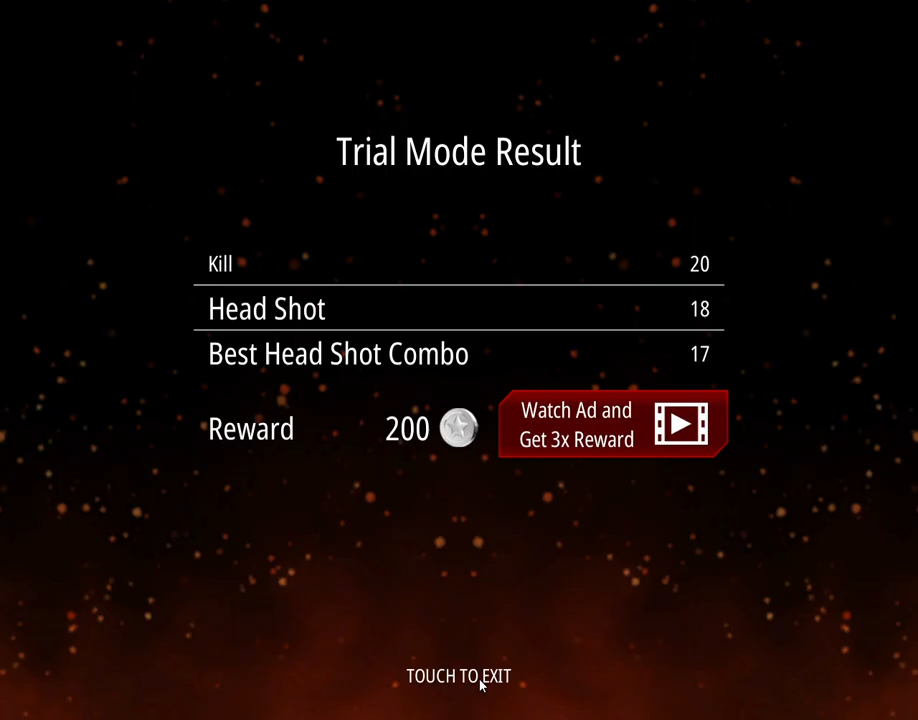 Trial Mode Result
Kill 20
Head Shot 18
Best Head Shot Combo 17
Reward 200
Watch Ad and
Get 3x Reward
TOUCH TO EXIT